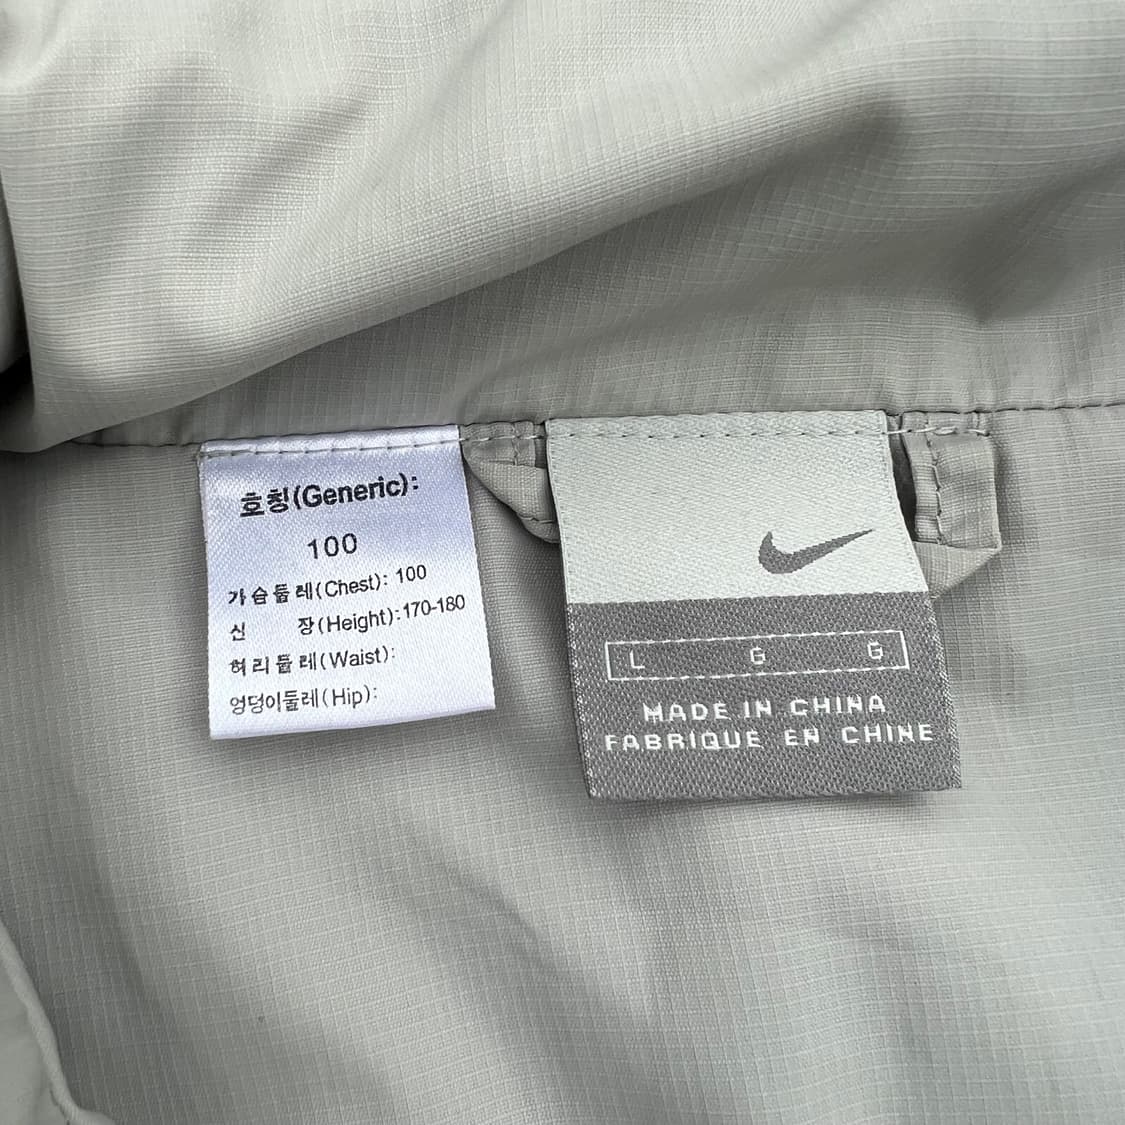 호칭(Generic):
100
가슴둘레(Chest): 100
신 장(Height):170-180
허리둘레(Waist):
엉덩이둘레(Hip):
L G G
MADE IN CHINA
FABRIQUE EN CHINE